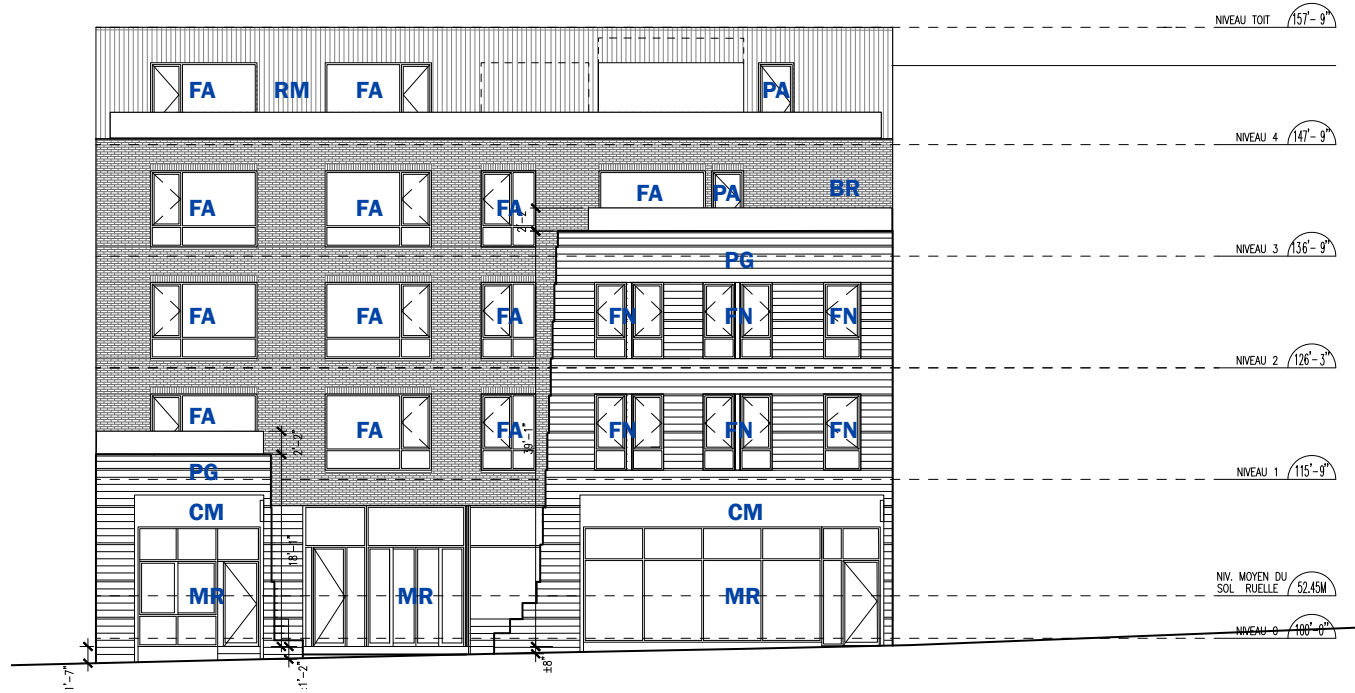 NIVEAU TOIT 157'-9"
FA RM FA PA
NIVEAU 4 147'-9"
FA FA FA FA PA BR
2'-2"
NIVEAU 3 136'-9"
PG
FA FA FA FN FN FN
NIVEAU 2 126'-3"
FA FA FA FN FN FN
2'-2"
39'-1"
PG
NIVEAU 1 115'-9"
CM CM
18'-1"
NIV. MOYEN DU
SOL RUELLE 52.45M
MR MR MR
NIVEAU 0 100'-0"
1'-7"
±1'-2"
±8"